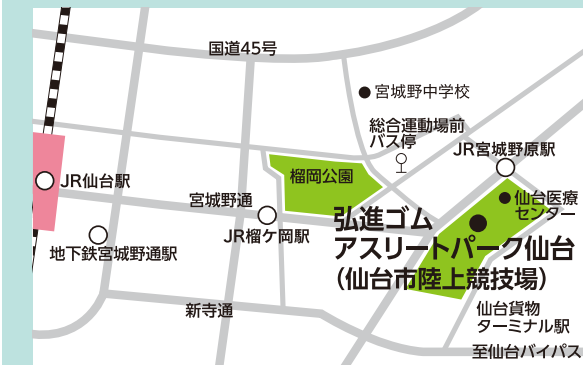 国道45号
宮城野中学校
総合運動場前
バス停
JR宮城野原駅
JR仙台駅
榴岡公園
仙台医療
センター
宮城野通
弘進ゴム
アスリートパーク仙台
(仙台市陸上競技場)
JR榴ケ岡駅
地下鉄宮城野通駅
新寺通
仙台貨物
ターミナル駅
至仙台バイパス